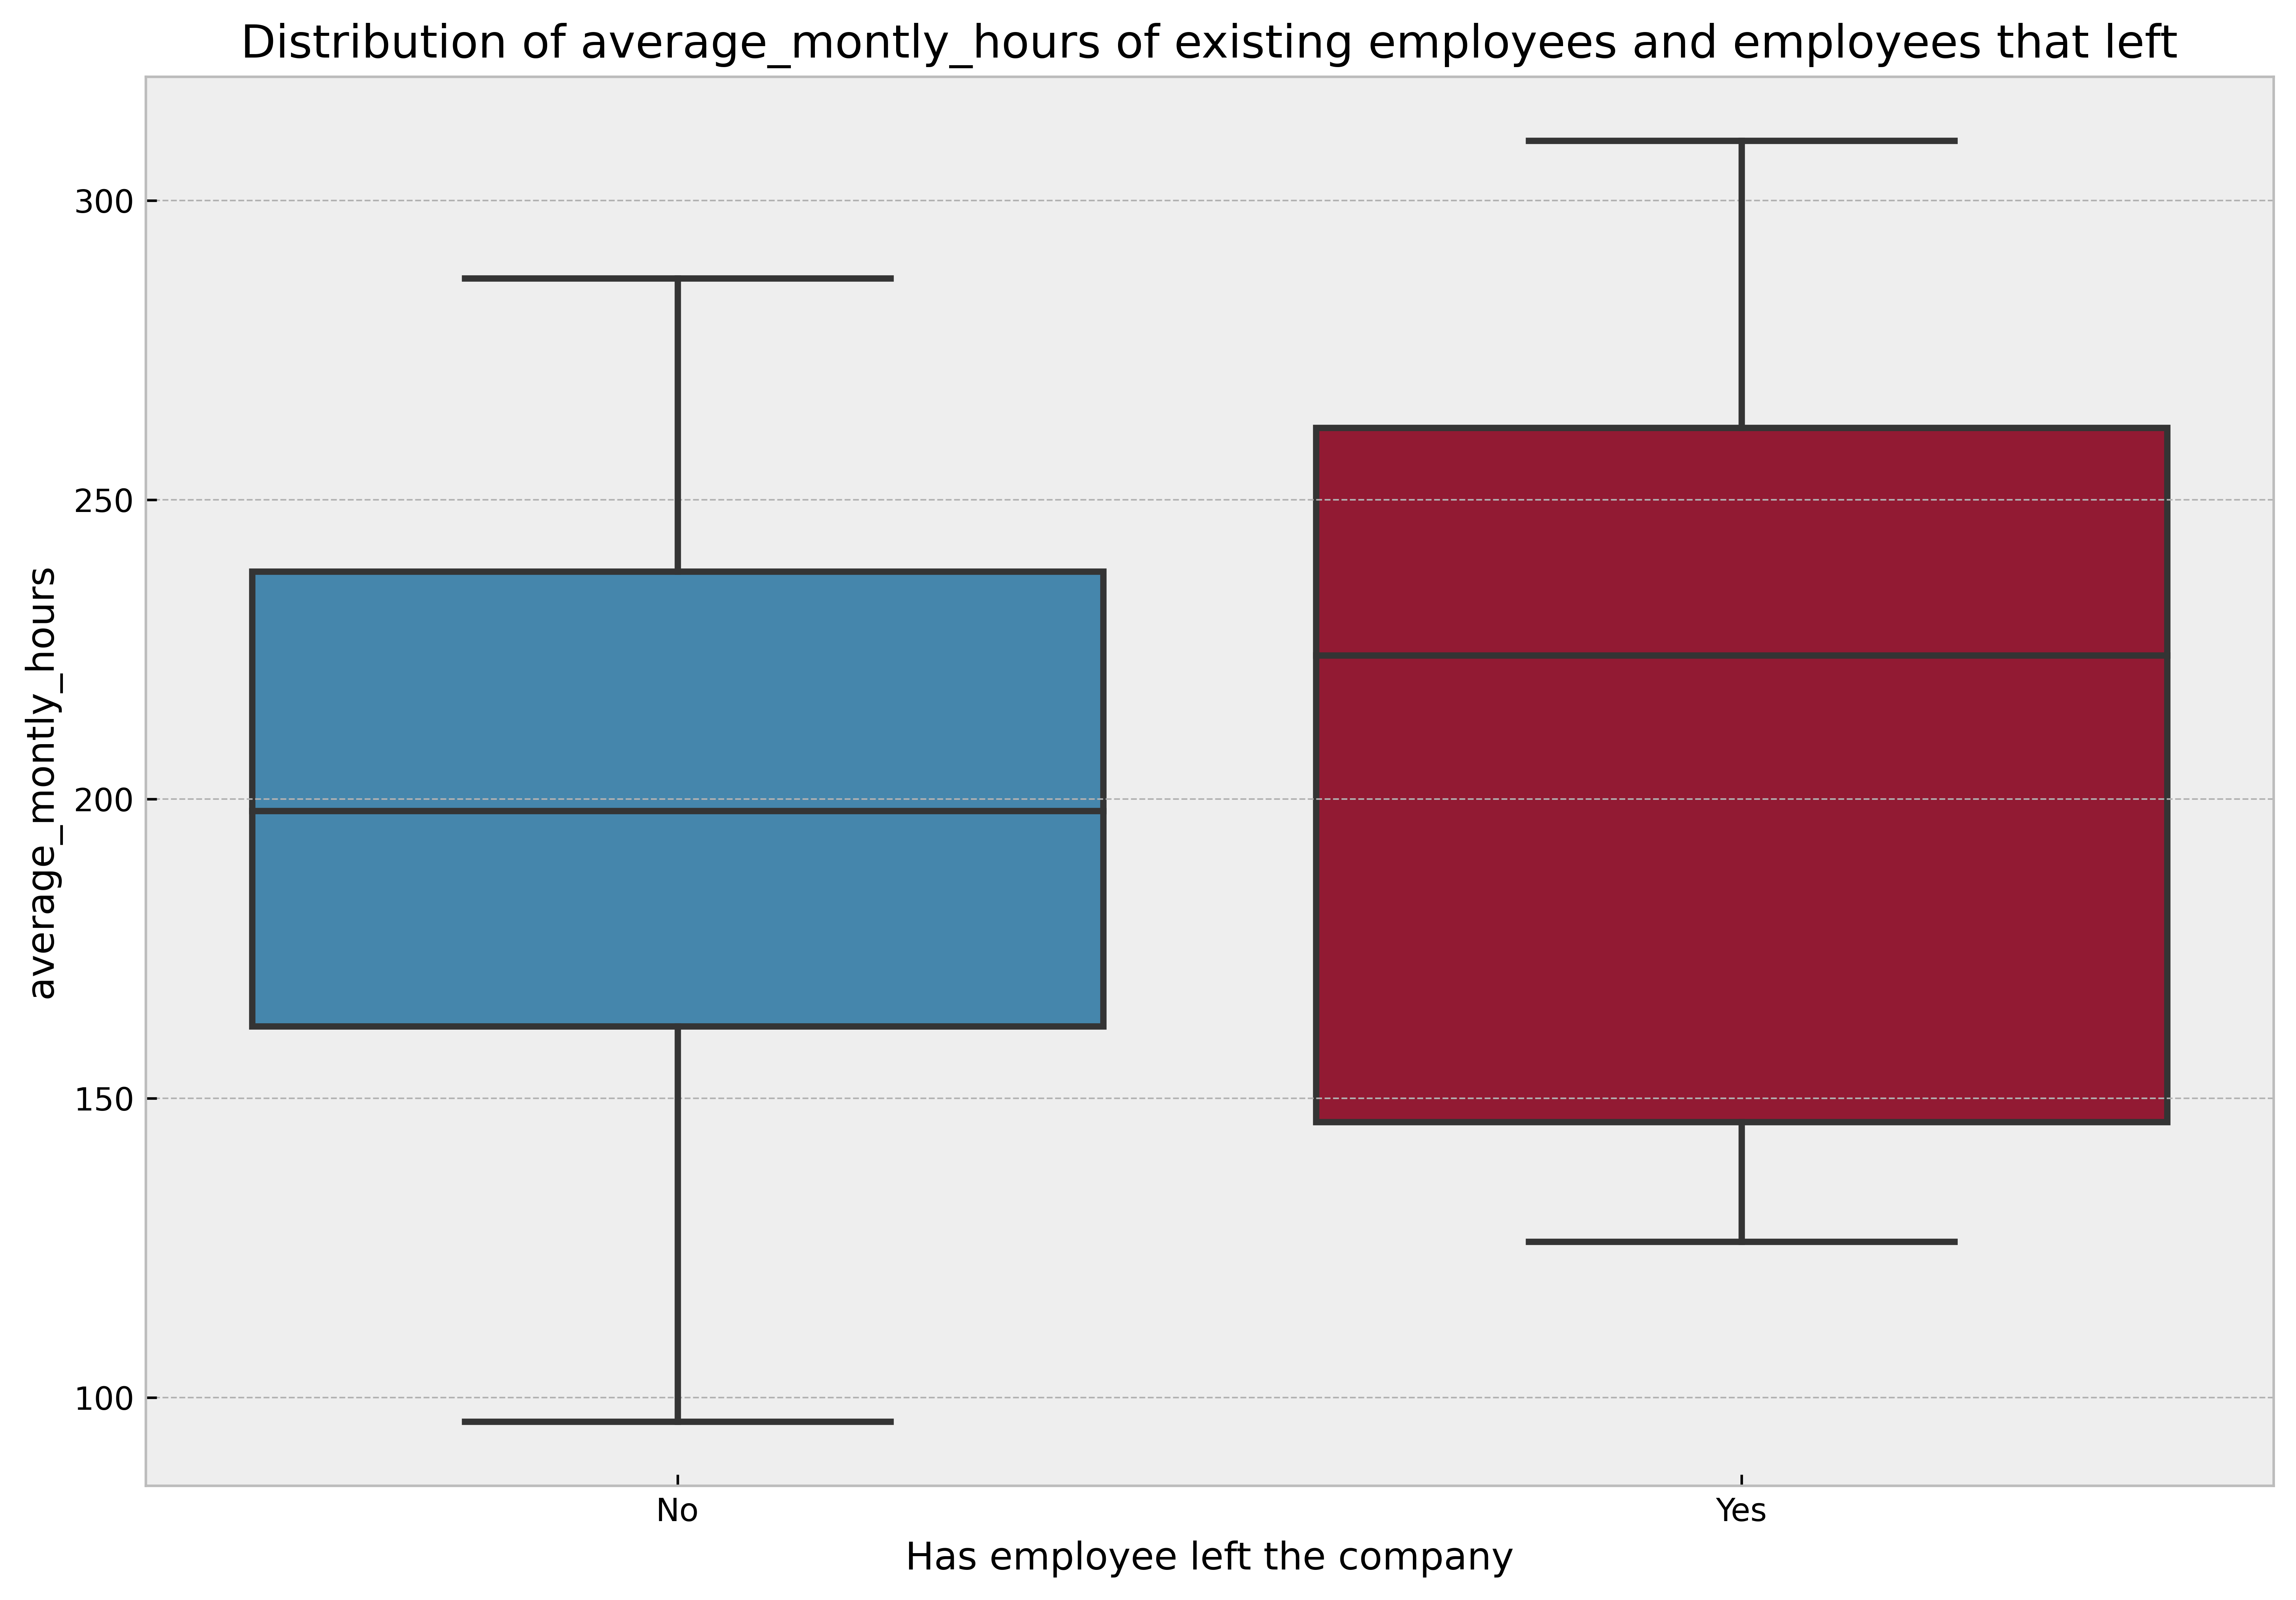 Distribution of average_montly_hours of existing employees and employees that left
average_montly_hours
300
250
200
150
100
No
Yes
Has employee left the company